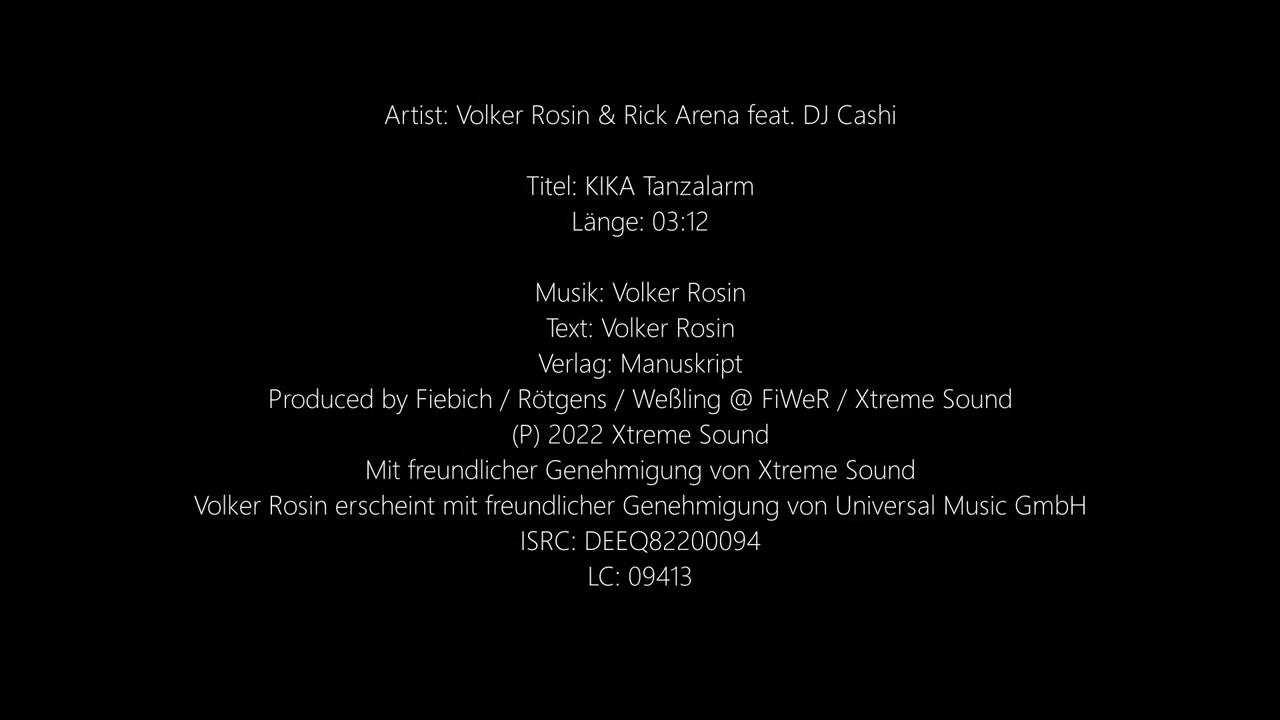 Artist: Volker Rosin & Rick Arena feat. DJ Cashi
Titel: KIKA Tanzalarm
Länge: 03:12
Musik: Volker Rosin
Text: Volker Rosin
Verlag: Manuskript
Produced by Fiebich / Rötgens / Weßling @ FiWeR / Xtreme Sound
(P) 2022 Xtreme Sound
Mit freundlicher Genehmigung von Xtreme Sound
Volker Rosin erscheint mit freundlicher Genehmigung von Universal Music GmbH
ISRC: DEEQ82200094
LC: 09413